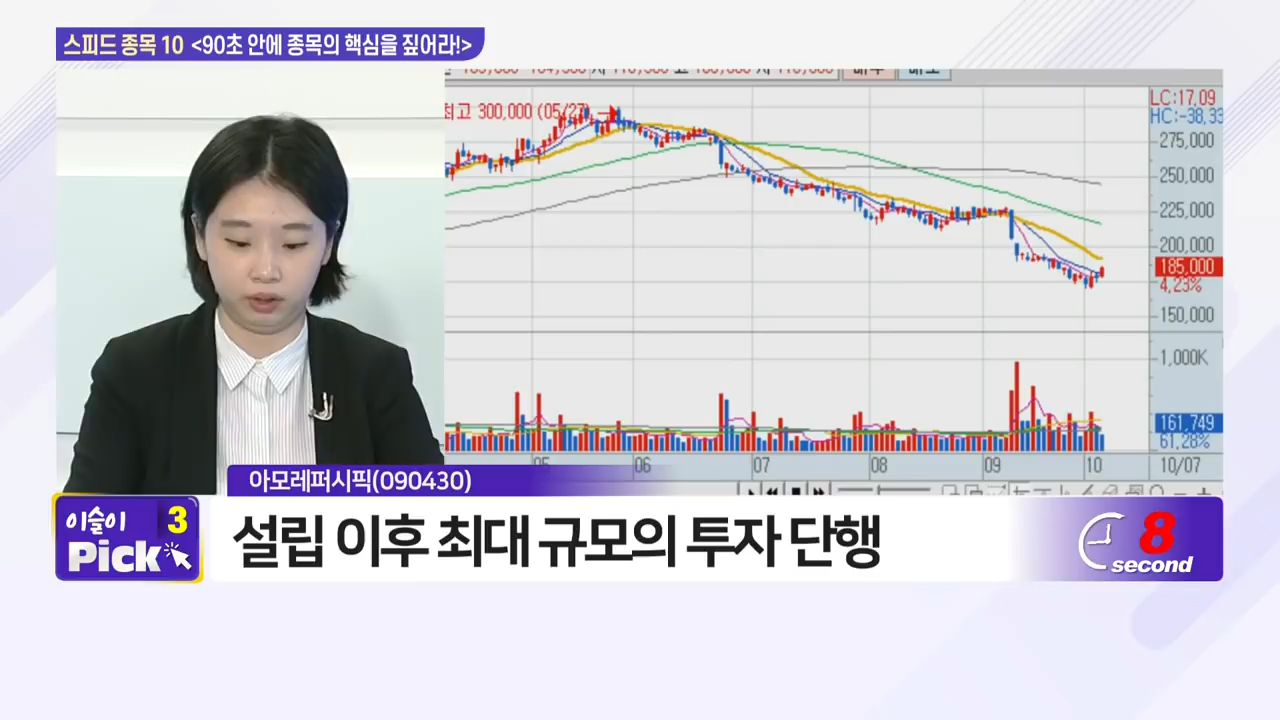 스피드 종목 10 <90초 안에 종목의 핵심을 짚어라!>
최고 300,000 (05/27)
LC:17,09
HC:-38,33
275,000
250,000
225,000
200,000
185,000
4,23%
150,000
1,000K
161,749
61,28%
05 06 07 08 09 10 10/07
아모레퍼시픽(090430)
이슬이 3
Pick
설립 이후 최대 규모의 투자 단행
8
second